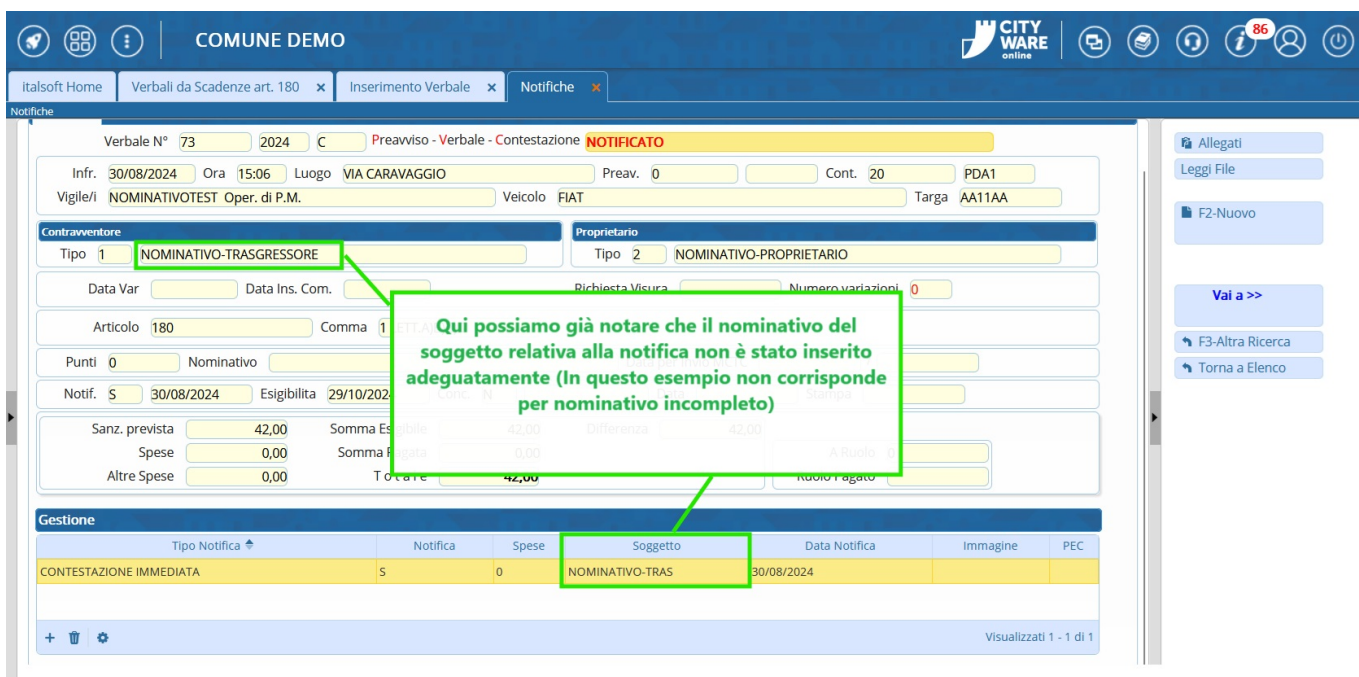 COMUNE DEMO
CITY
WARE
online
86
italsoft Home
Verbali da Scadenze art. 180 ×
Inserimento Verbale ×
Notifiche ×
Notifiche
Verbale N° 73 2024 C Preavviso - Verbale - Contestazione NOTIFICATO
Infr. 30/08/2024 Ora 15:06 Luogo VIA CARAVAGGIO Preav. 0 Cont. 20 PDA1
Vigile/i NOMINATIVOTEST Oper. di P.M. Veicolo FIAT Targa AA11AA
Contravventore
Tipo 1 NOMINATIVO-TRASGRESSORE
Proprietario
Tipo 2 NOMINATIVO-PROPRIETARIO
Data Var Data Ins. Com. Richiesta Visura Numero variazioni 0
Articolo 180 Comma 1
Punti 0 Nominativo
Notif. S 30/08/2024 Esigibilita 29/10/202 Stampa
Sanz. prevista 42,00 Somma Esigibile 42,00 Differenza 42,00
Spese 0,00 Somma Pagata 0,00 A Ruolo 0
Altre Spese 0,00 Totale 42,00 Ruolo Pagato
Qui possiamo già notare che il nominativo del
soggetto relativa alla notifica non è stato inserito
adeguatamente (In questo esempio non corrisponde
per nominativo incompleto)
Gestione
Tipo Notifica Notifica Spese Soggetto Data Notifica Immagine PEC
CONTESTAZIONE IMMEDIATA S 0 NOMINATIVO-TRAS 30/08/2024
Visualizzati 1 - 1 di 1
Allegati
Leggi File
F2-Nuovo
Vai a >>
F3-Altra Ricerca
Torna a Elenco